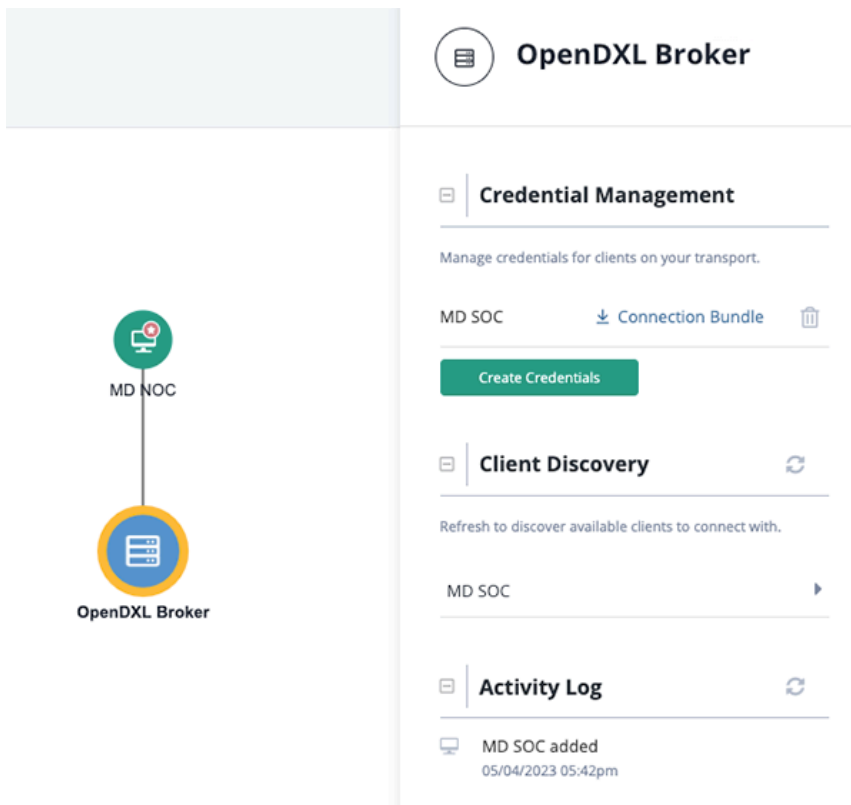 OpenDXL Broker
Credential Management
Manage credentials for clients on your transport.
MD SOC
Connection Bundle
Create Credentials
Client Discovery
Refresh to discover available clients to connect with.
MD SOC
Activity Log
MD SOC added
05/04/2023 05:42pm
MD NOC
OpenDXL Broker